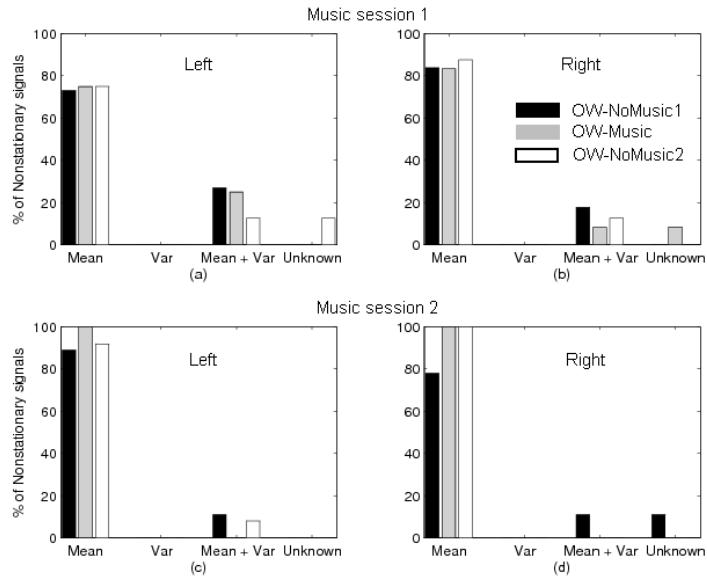 Music session 1
% of Nonstationary signals
100
80
60
40
20
0
Left
Mean
Var
Mean + Var
Unknown
(a)
100
80
60
40
20
0
Right
OW-NoMusic1
OW-Music
OW-NoMusic2
Mean
Var
Mean + Var
Unknown
(b)
Music session 2
% of Nonstationary signals
100
80
60
40
20
0
Left
Mean
Var
Mean + Var
Unknown
(c)
100
80
60
40
20
0
Right
Mean
Var
Mean + Var
Unknown
(d)